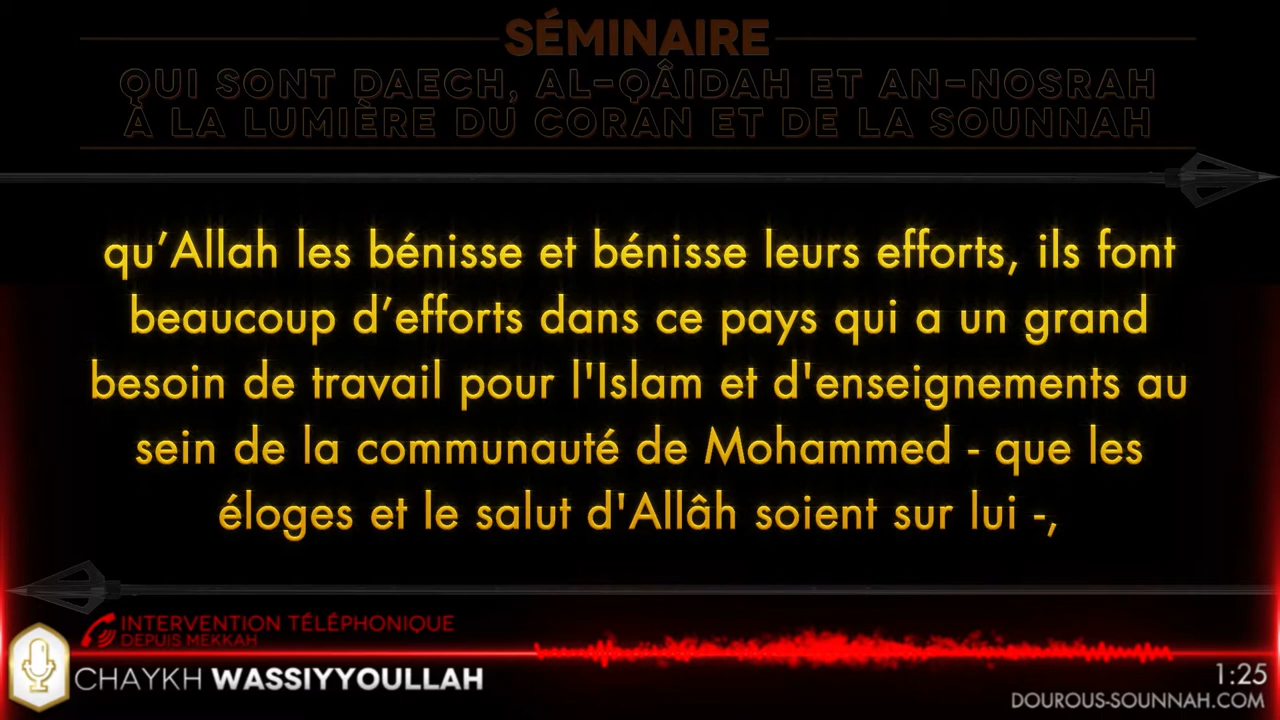 SÉMINAIRE
QUI SONT DAECH, AL-QÂIDAH ET AN-NOSRAH
À LA LUMIÈRE DU CORAN ET DE LA SOUNNAH
qu’Allah les bénisse et bénisse leurs efforts, ils font
beaucoup d’efforts dans ce pays qui a un grand
besoin de travail pour l'Islam et d'enseignements au
sein de la communauté de Mohammed - que les
éloges et le salut d'Allâh soient sur lui -,
INTERVENTION TÉLÉPHONIQUE
DEPUIS MEKKAH
CHAYKH WASSIYYOULLAH
1:25
DOUROUS-SOUNNAH.COM